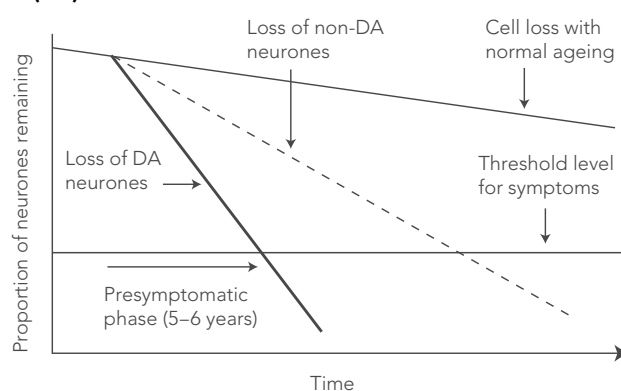 Loss of non-DA
neurones
Cell loss with
normal ageing
Proportion of neurones remaining
Loss of DA
neurones
Threshold level
for symptoms
Presymptomatic
phase (5–6 years)
Time